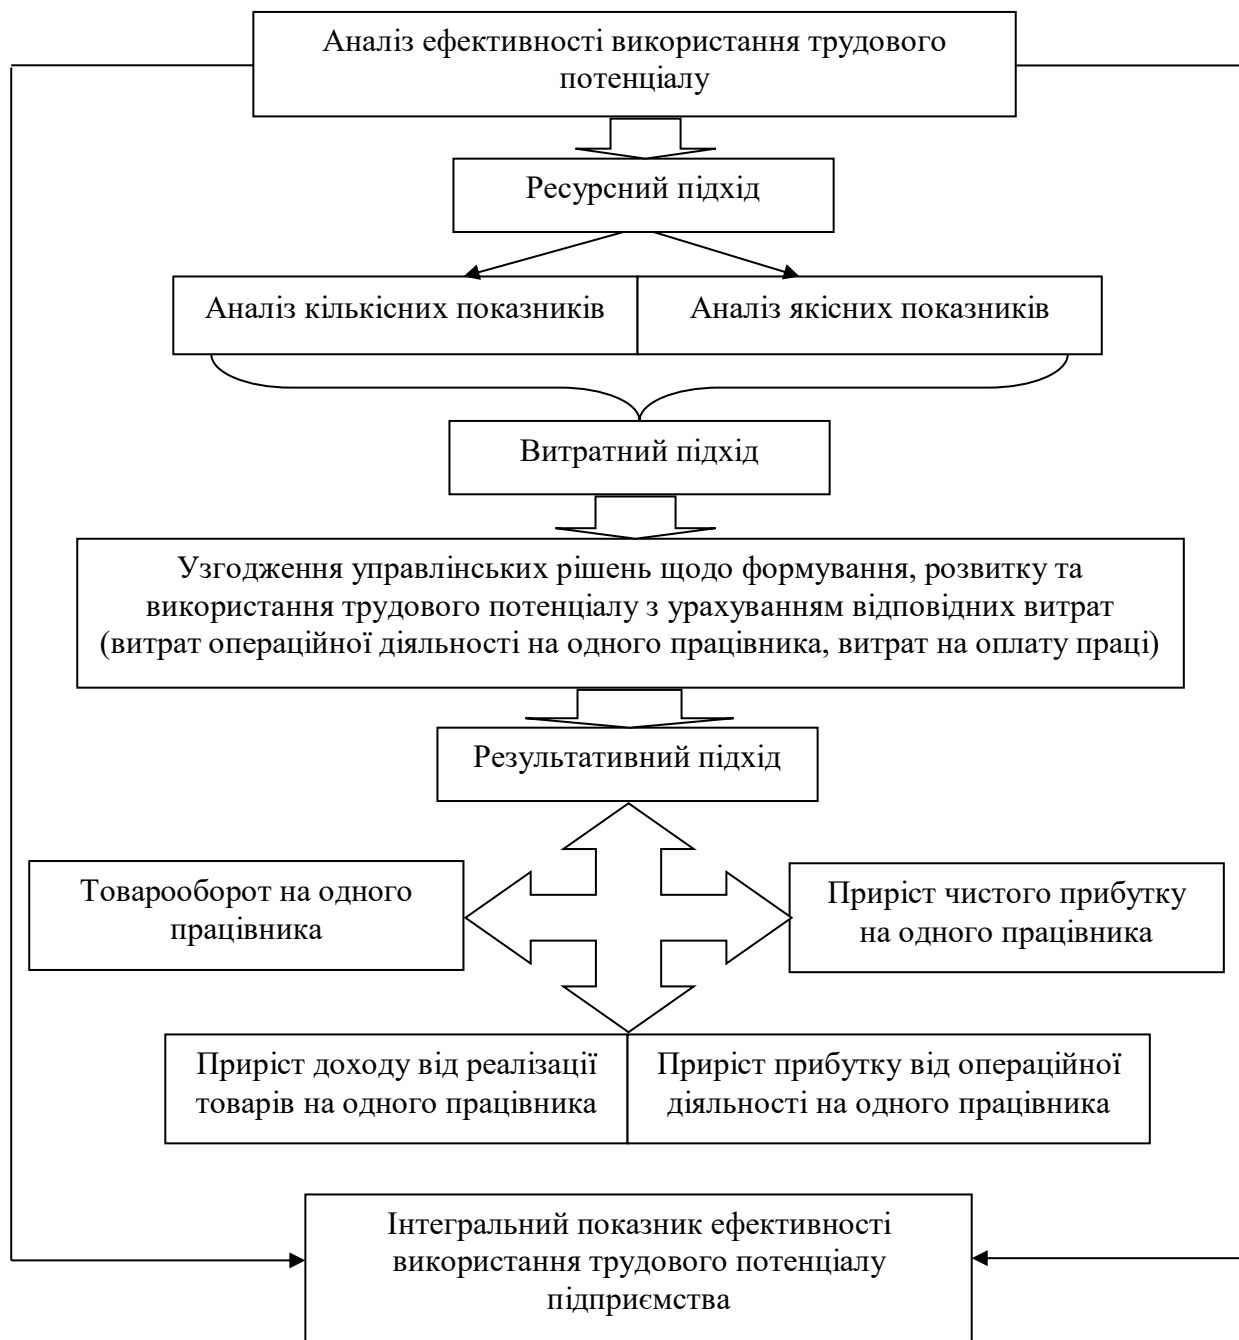 Аналіз ефективності використання трудового
потенціалу
Ресурсний підхід
Аналіз кількісних показників
Аналіз якісних показників
Витратний підхід
Узгодження управлінських рішень щодо формування, розвитку та
використання трудового потенціалу з урахуванням відповідних витрат
(витрат операційної діяльності на одного працівника, витрат на оплату праці)
Результативний підхід
Товарооборот на одного
працівника
Приріст чистого прибутку
на одного працівника
Приріст доходу від реалізації
товарів на одного працівника
Приріст прибутку від операційної
діяльності на одного працівника
Інтегральний показник ефективності
використання трудового потенціалу
підприємства